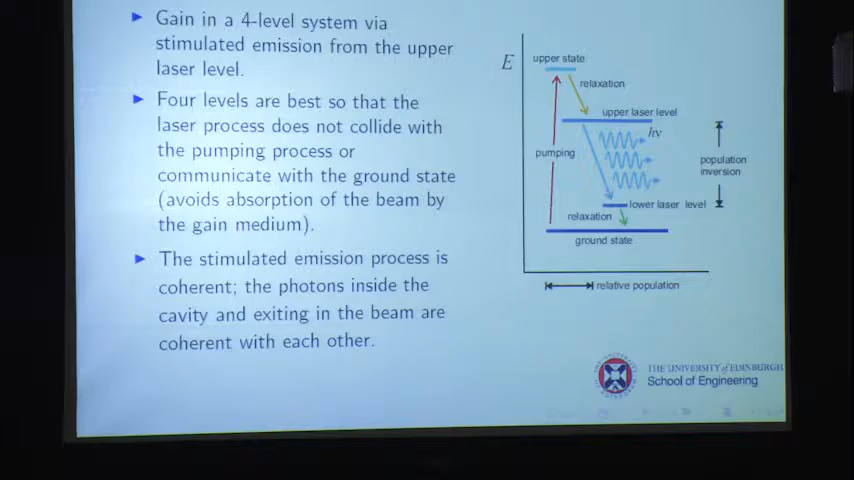 Gain in a 4-level system via
stimulated emission from the upper
laser level.
Four levels are best so that the
laser process does not collide with
the pumping process or
communicate with the ground state
(avoids absorption of the beam by
the gain medium).
The stimulated emission process is
coherent; the photons inside the
cavity and exiting in the beam are
coherent with each other.
E
upper state
relaxation
upper laser level
hν
pumping
population
inversion
lower laser level
relaxation
ground state
relative population
THE UNIVERSITY of EDINBURGH
School of Engineering